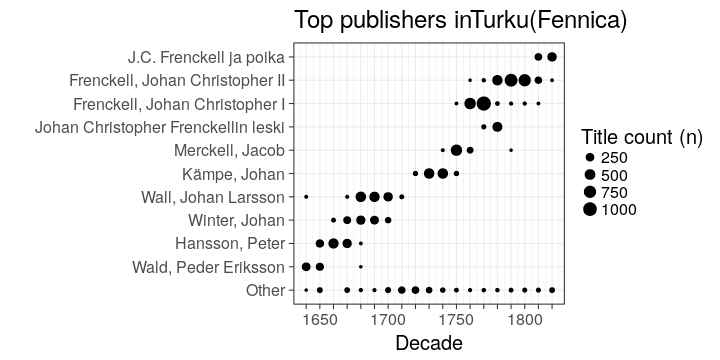 Top publishers inTurku(Fennica)
J.C. Frenckell ja poika
Frenckell, Johan Christopher II
Frenckell, Johan Christopher I
Johan Christopher Frenckellin leski
Merckell, Jacob
Kämpe, Johan
Wall, Johan Larsson
Winter, Johan
Hansson, Peter
Wald, Peder Eriksson
Other
1650 1700 1750 1800
Decade
Title count (n)
250
500
750
1000